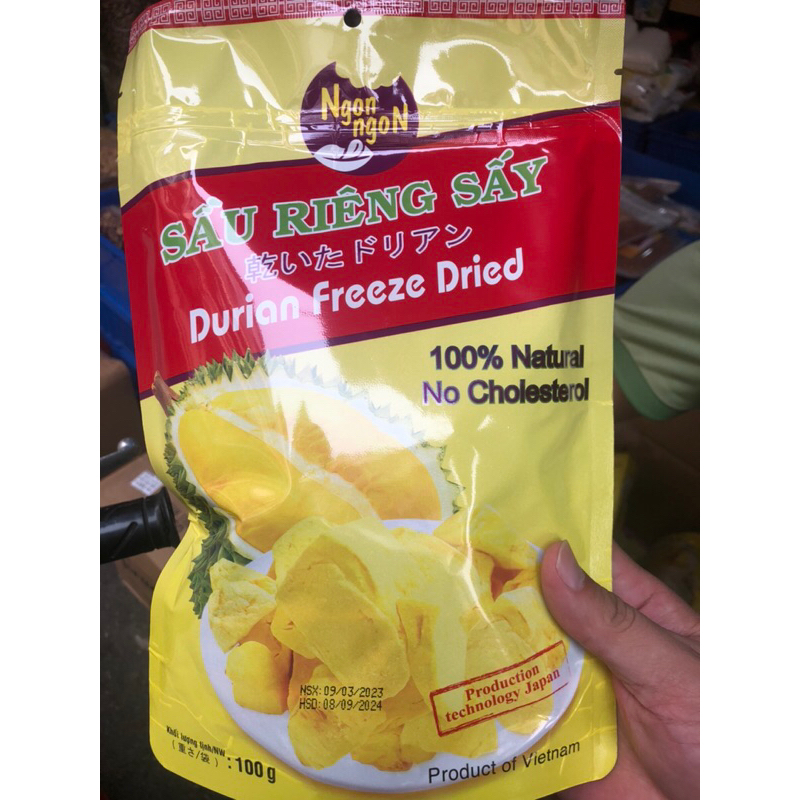 Ngon
ngoN
SẦU RIÊNG SẤY
乾いたドリアン
Durian Freeze Dried
100% Natural
No Cholesterol
NSX: 09/03/2023
HSD: 08/09/2024
Production
technology Japan
Khối lượng tịnh/NW
(重さ/袋) : 100 g
Product of Vietnam